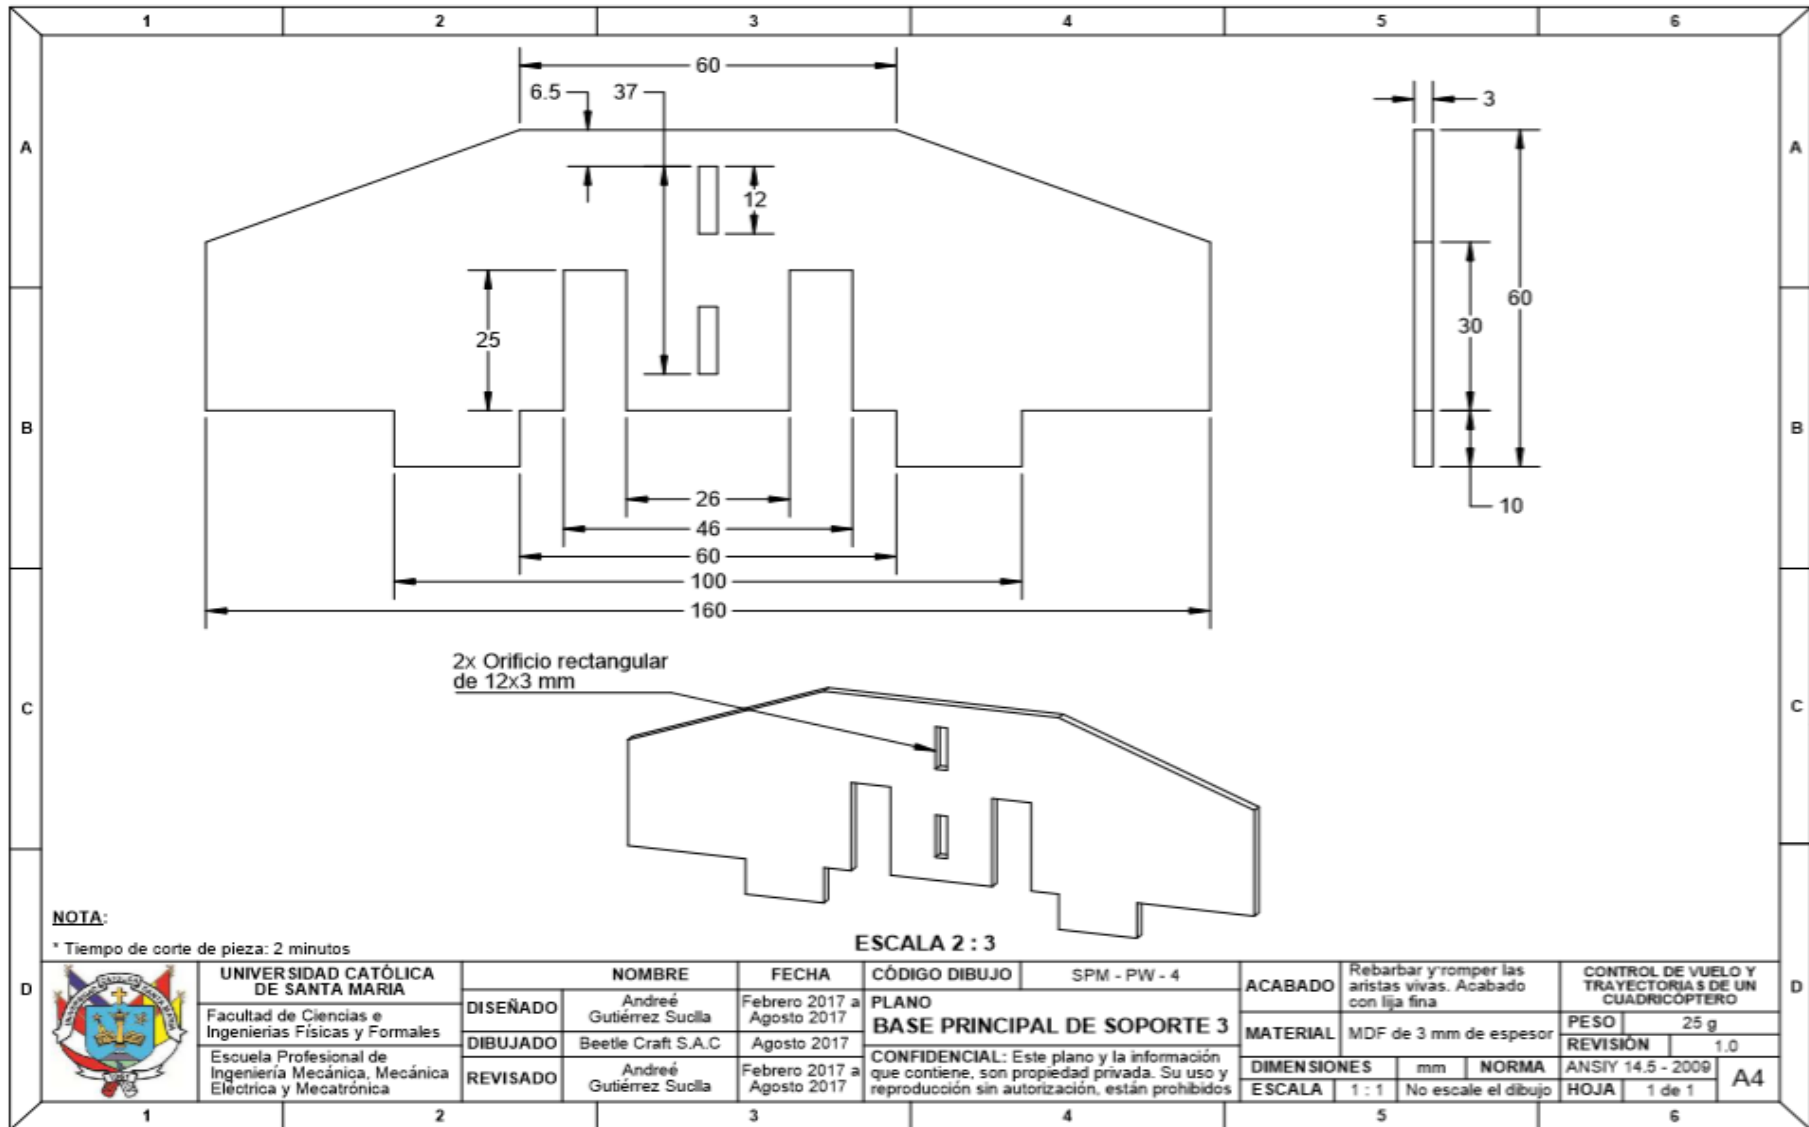 1 2 3 4 5 6
60
6.5 37
3
A A
12
60
25
30
B B
26
10
46
60
100
160
2x Orificio rectangular
de 12x3 mm
C C
NOTA:
* Tiempo de corte de pieza: 2 minutos
ESCALA 2 : 3
D D
UNIVERSIDAD CATÓLICA
DE SANTA MARIA
Facultad de Ciencias e
Ingenierias Físicas y Formales
Escuela Profesional de
Ingeniería Mecánica, Mecánica
Eléctrica y Mecatrónica
NOMBRE FECHA
DISEÑADO Andreé
Gutiérrez Suclla
Febrero 2017 a
Agosto 2017
DIBUJADO Beetle Craft S.A.C Agosto 2017
REVISADO Andreé
Gutiérrez Suclla
Febrero 2017 a
Agosto 2017
CÓDIGO DIBUJO SPM - PW - 4
PLANO
BASE PRINCIPAL DE SOPORTE 3
CONFIDENCIAL: Este plano y la información
que contiene, son propiedad privada. Su uso y
reproducción sin autorización, están prohibidos
ACABADO Rebarbar y romper las
aristas vivas. Acabado
con lija fina
MATERIAL MDF de 3 mm de espesor
DIMENSIONES mm NORMA ANSIY 14.5 - 2009
ESCALA 1 : 1 No escale el dibujo HOJA 1 de 1
CONTROL DE VUELO Y
TRAYECTORIAS DE UN
CUADRICÓPTERO
PESO 25 g
REVISIÓN 1.0
A4
1 2 3 4 5 6